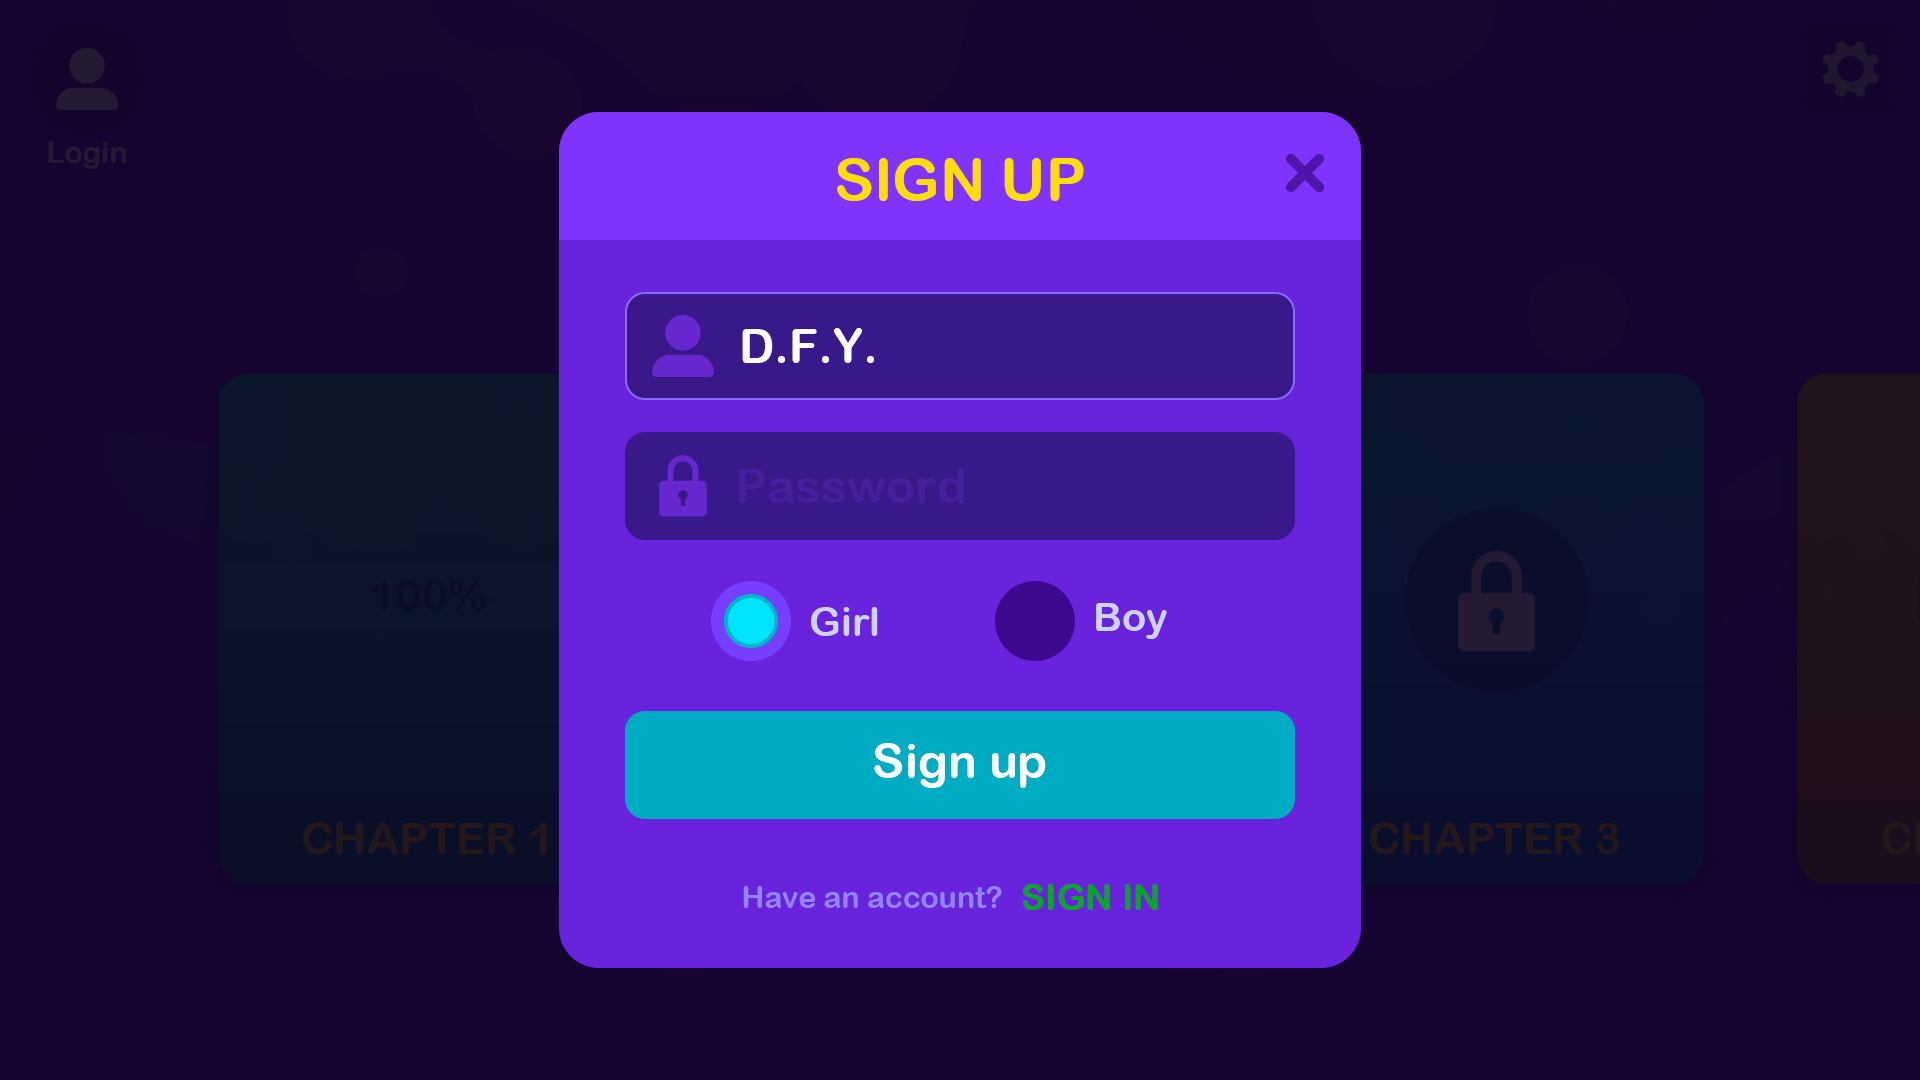 Login
SIGN UP
D.F.Y.
Password
Girl
Boy
100%
Sign up
CHAPTER 1
CHAPTER 3
Have an account? SIGN IN